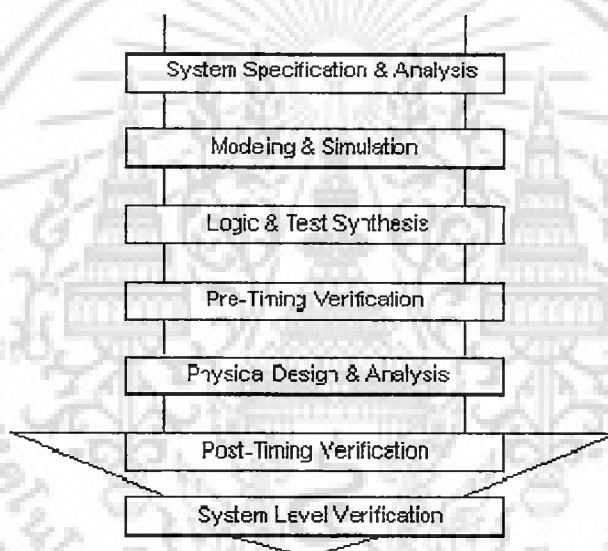 System Specification & Analysis
Modeing & Simulation
Logic & Test Synthesis
Pre-Timing Verification
Physica Design & Analysis
Post-Timing Verification
System Level Verification